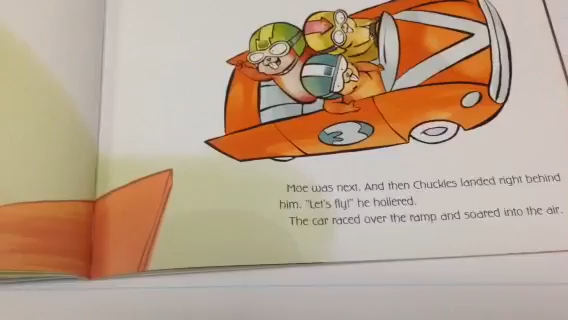 Moe was next. And then Chuckles landed right behind
him. "Let's fly!" he hollered.
The car raced over the ramp and soared into the air.